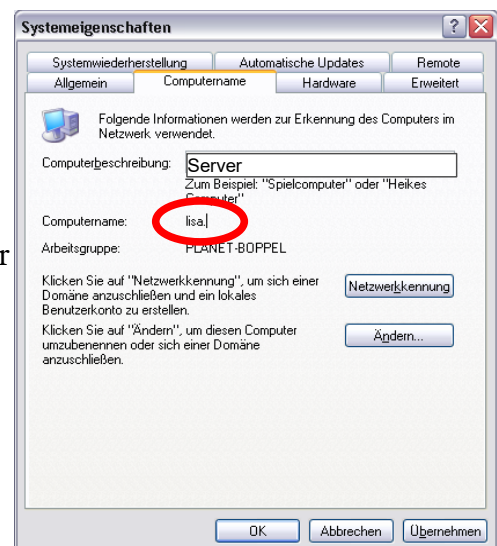 Systemeigenschaften
Systemwiederherstellung Automatische Updates Remote
Allgemein Computername Hardware Erweitert
Folgende Informationen werden zur Erkennung des Computers im
Netzwerk verwendet.
Computerbeschreibung: Server
Zum Beispiel: "Spielcomputer" oder "Heikes
Computer"
Computername: lisa.
Arbeitsgruppe: PLANET-BOPPEL
r
Klicken Sie auf "Netzwerkkennung", um sich einer
Domäne anzuschließen und ein lokales
Benutzerkonto zu erstellen.
Netzwerkkennung
Klicken Sie auf "Ändern", um diesen Computer
umzubenennen oder sich einer Domäne
anzuschließen.
Ändern...
OK Abbrechen Übernehmen